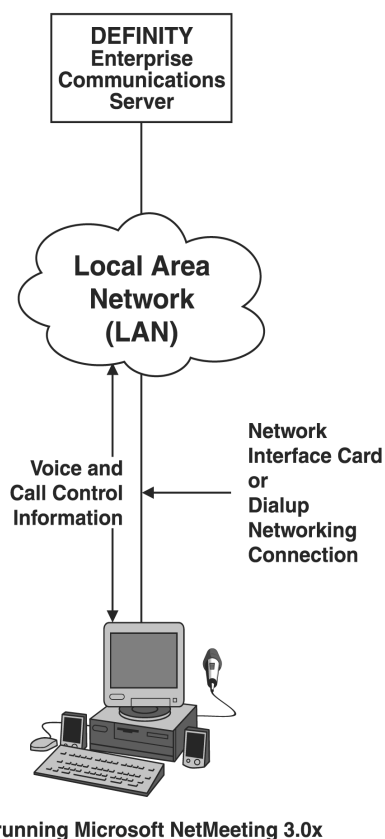 DEFINITY
Enterprise
Communications
Server
Local Area
Network
(LAN)
Network
Interface Card
or
Dialup
Networking
Connection
Voice and
Call Control
Information
running Microsoft NetMeeting 3.0x